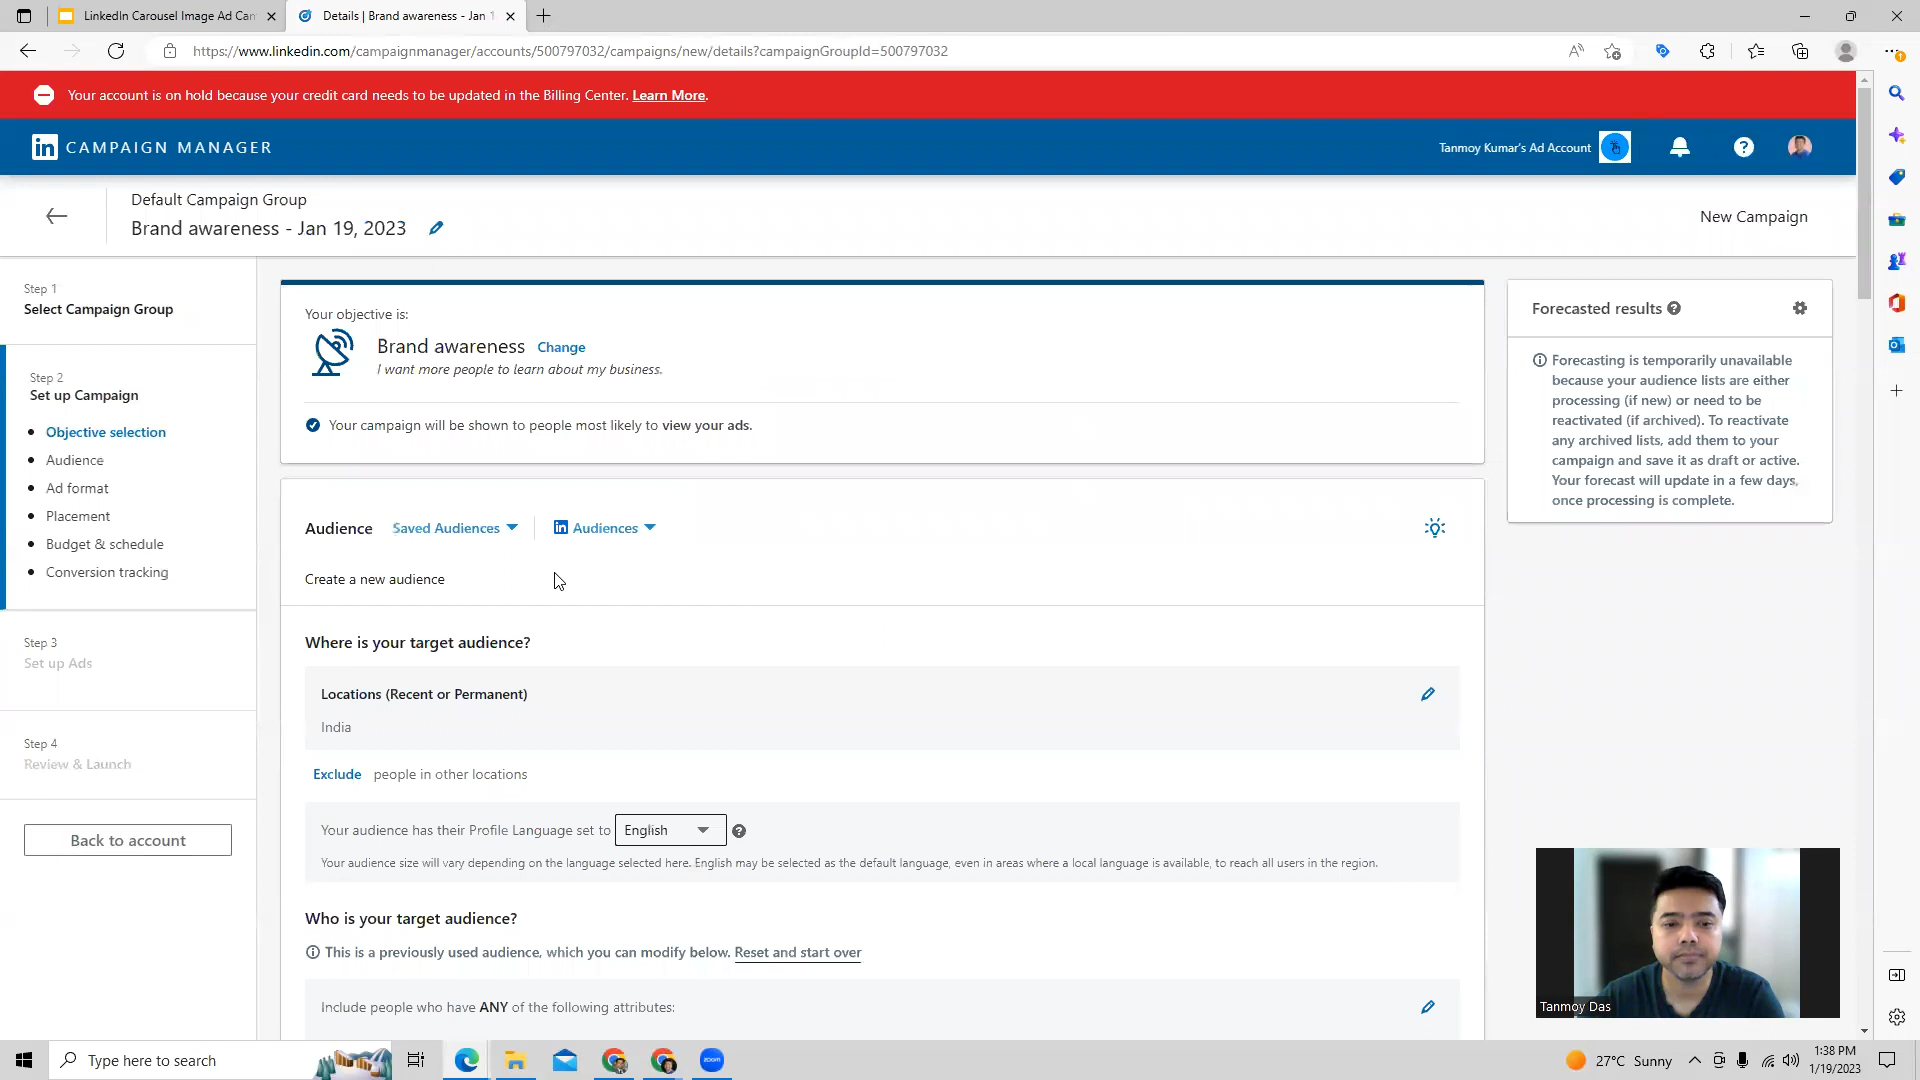 LinkedIn Carousel Image Ad Cam
Details | Brand awareness - Jan 1
https://www.linkedin.com/campaignmanager/accounts/500797032/campaigns/new/details?campaignGroupId=500797032
Your account is on hold because your credit card needs to be updated in the Billing Center. Learn More.
in CAMPAIGN MANAGER
Tanmoy Kumar's Ad Account
Default Campaign Group
Brand awareness - Jan 19, 2023
New Campaign
Step 1
Select Campaign Group
Step 2
Set up Campaign
Objective selection
Audience
Ad format
Placement
Budget & schedule
Conversion tracking
Step 3
Set up Ads
Step 4
Review & Launch
Back to account
Your objective is:
Brand awareness Change
I want more people to learn about my business.
Your campaign will be shown to people most likely to view your ads.
Audience Saved Audiences in Audiences
Create a new audience
Where is your target audience?
Locations (Recent or Permanent)
India
Exclude people in other locations
Your audience has their Profile Language set to English
Your audience size will vary depending on the language selected here. English may be selected as the default language, even in areas where a local language is available, to reach all users in the region.
Who is your target audience?
This is a previously used audience, which you can modify below. Reset and start over
Include people who have ANY of the following attributes:
Forecasted results
Forecasting is temporarily unavailable
because your audience lists are either
processing (if new) or need to be
reactivated (if archived). To reactivate
any archived lists, add them to your
campaign and save it as draft or active.
Your forecast will update in a few days,
once processing is complete.
Tanmoy Das
Type here to search
zoom
27°C Sunny
1:38 PM
1/19/2023